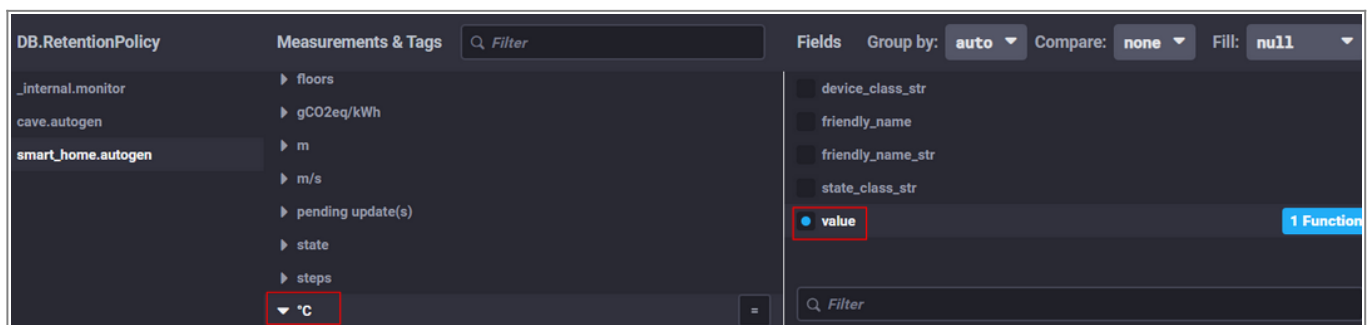 DB.RetentionPolicy
_internal.monitor
cave.autogen
smart_home.autogen
Measurements & Tags
Filter
floors
gCO2eq/kWh
m
m/s
pending update(s)
state
steps
°C
=
Fields Group by: auto Compare: none Fill: null
device_class_str
friendly_name
friendly_name_str
state_class_str
value
1 Function
Filter